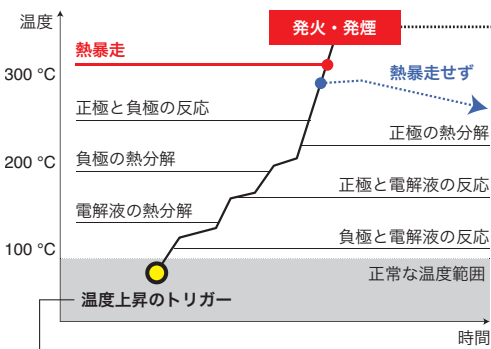 温度
発火・発煙
熱暴走
300 °C
熱暴走せず
正極と負極の反応
正極の熱分解
200 °C
負極の熱分解
正極と電解液の反応
電解液の熱分解
負極と電解液の反応
100 °C
正常な温度範囲
温度上昇のトリガー
時間